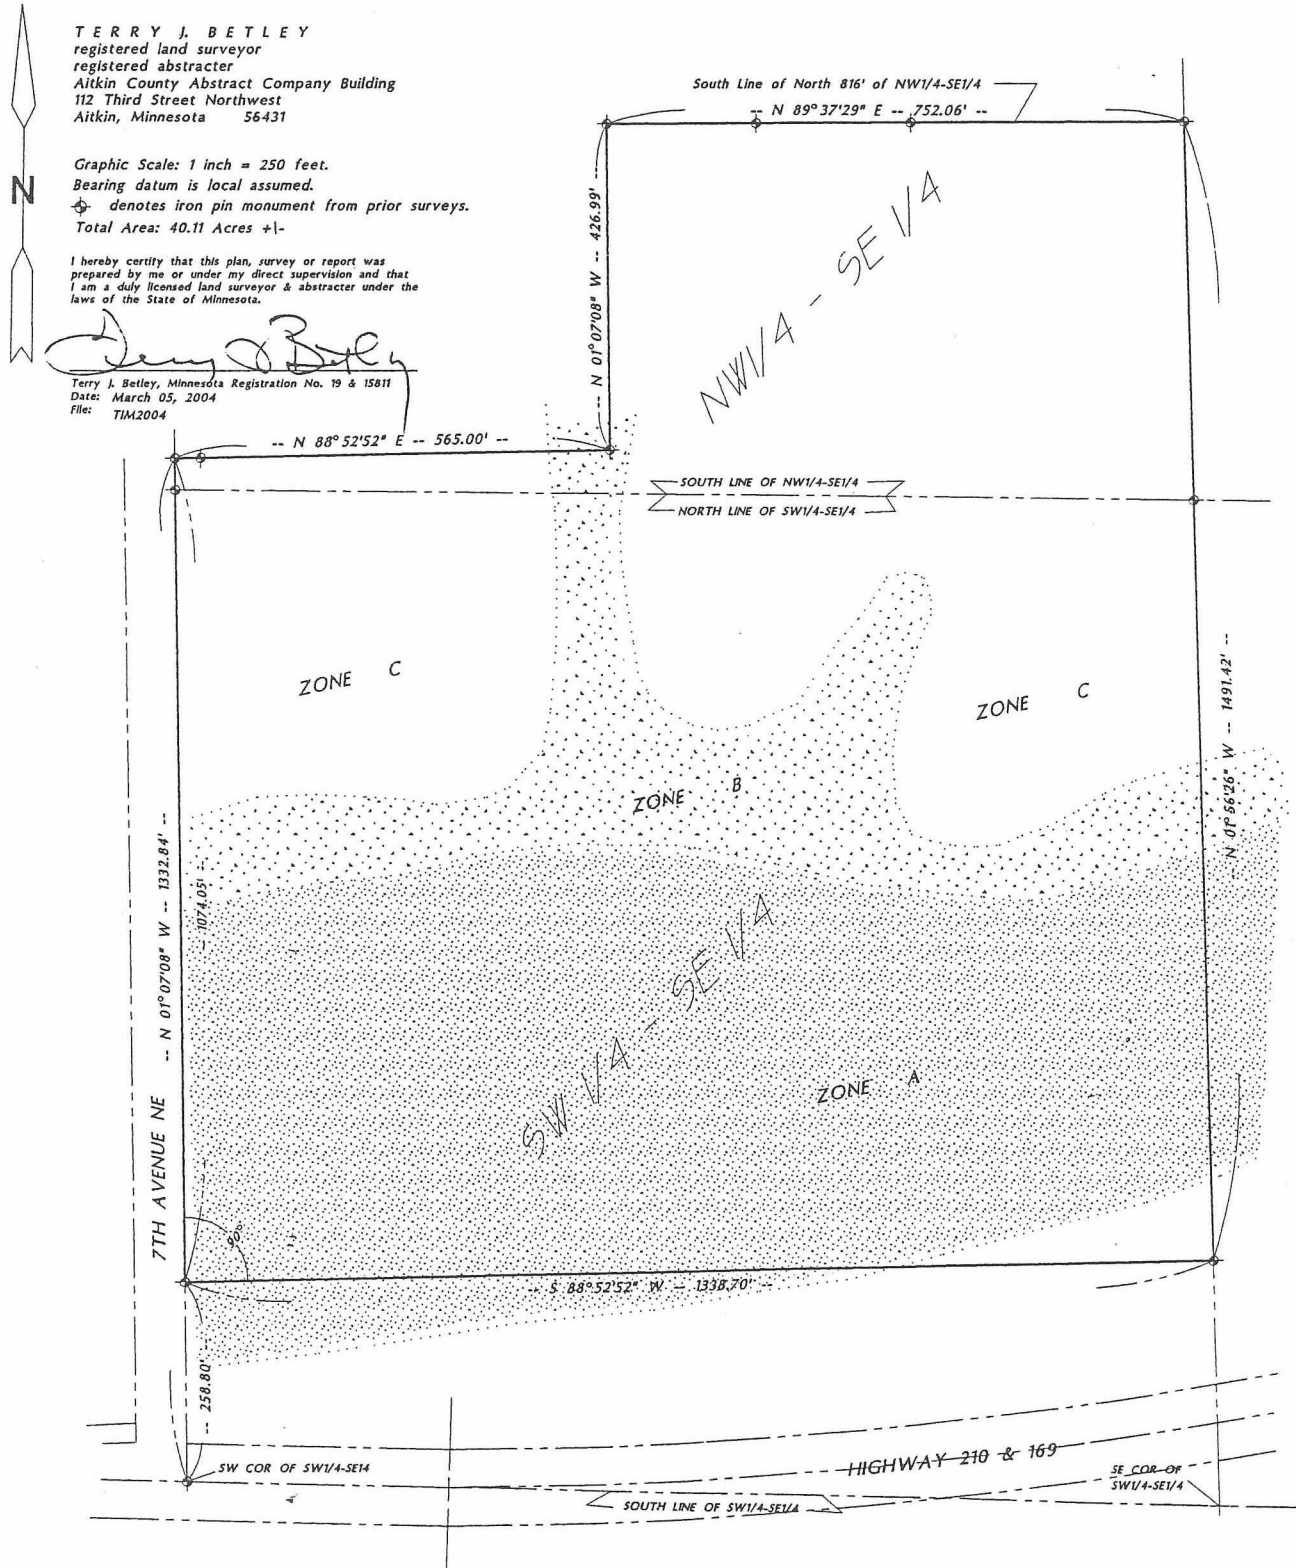 TERRY J. BETLEY
registered land surveyor
registered abstracter
Aitkin County Abstract Company Building
112 Third Street Northwest
Aitkin, Minnesota 56431
Graphic Scale: 1 inch = 250 feet.
Bearing datum is local assumed.
denotes iron pin monument from prior surveys.
Total Area: 40.11 Acres +\-
N
I hereby certify that this plan, survey or report was
prepared by me or under my direct supervision and that
I am a duly licensed land surveyor & abstracter under the
laws of the State of Minnesota.
Terry J Betley
Terry J. Betley, Minnesota Registration No. 19 & 15811
Date: March 05, 2004
File: TIM2004
South Line of North 816' of NW1/4-SE1/4
-- N 89°37'29" E -- 752.06' --
-- N 01°07'08" W -- 426.99' --
NW1/4 - SE 1/4
-- N 88°52'52" E -- 565.00' --
SOUTH LINE OF NW1/4-SE1/4
NORTH LINE OF SW1/4-SE1/4
ZONE C
ZONE C
-- N 01°56'26" W -- 1491.42' --
ZONE B
-- N 01°07'08" W -- 1332.84' --
-- 1074.05' --
SW 1/4 - SE 1/4
ZONE A
7TH AVENUE NE
90°
-- S 88°52'52" W -- 1338.70' --
-- 258.80' --
SW COR OF SW1/4-SE14
HIGHWAY 210 & 169
SE COR OF
SW1/4-SE1/4
SOUTH LINE OF SW1/4-SE1/4